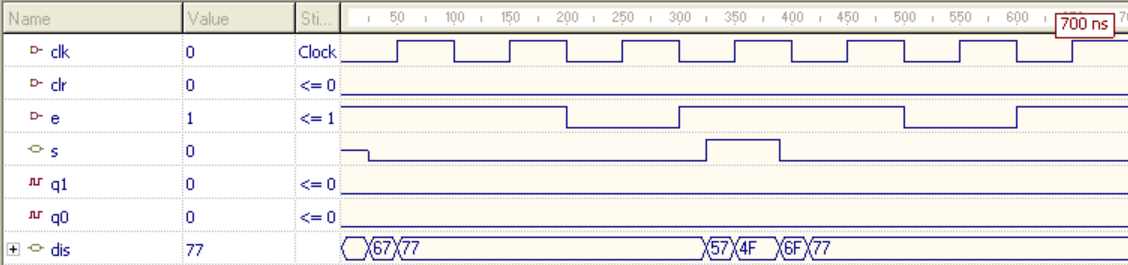 Name Value Sti... 50 100 150 200 250 300 350 400 450 500 550 600 700 ns
clk 0 Clock
clr 0 <= 0
e 1 <= 1
s 0
q1 0 <= 0
q0 0 <= 0
dis 77 67 77 57 4F 6F 77